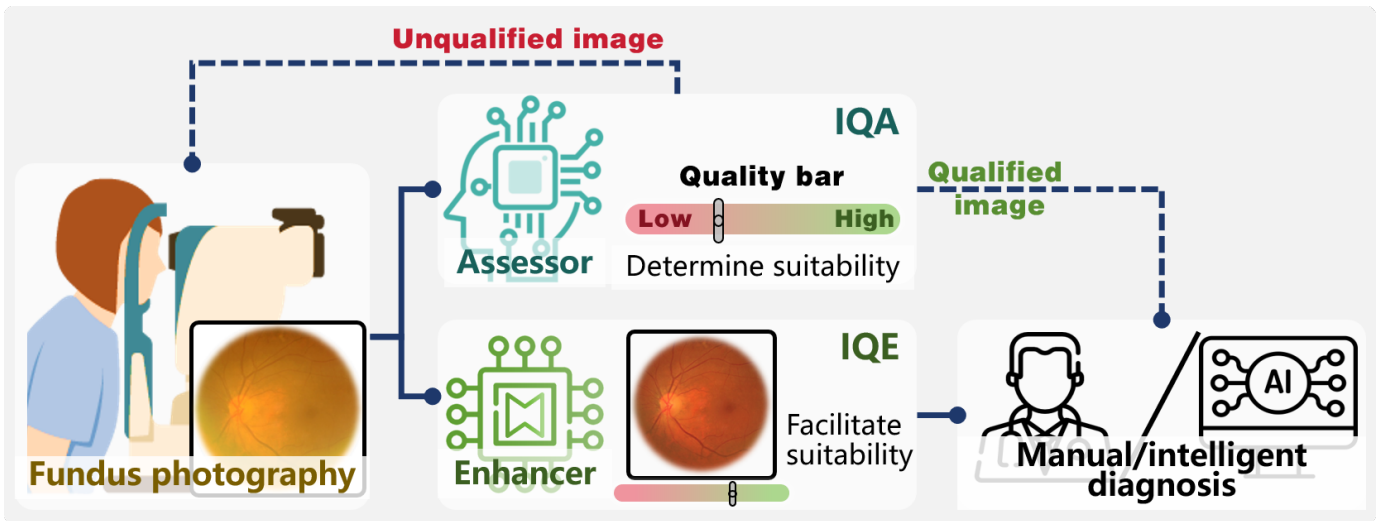 Unqualified image
IQA
Quality bar
Low
High
Assessor
Determine suitability
Qualified
image
Fundus photography
IQE
Enhancer
Facilitate
suitability
AI
Manual/intelligent
diagnosis